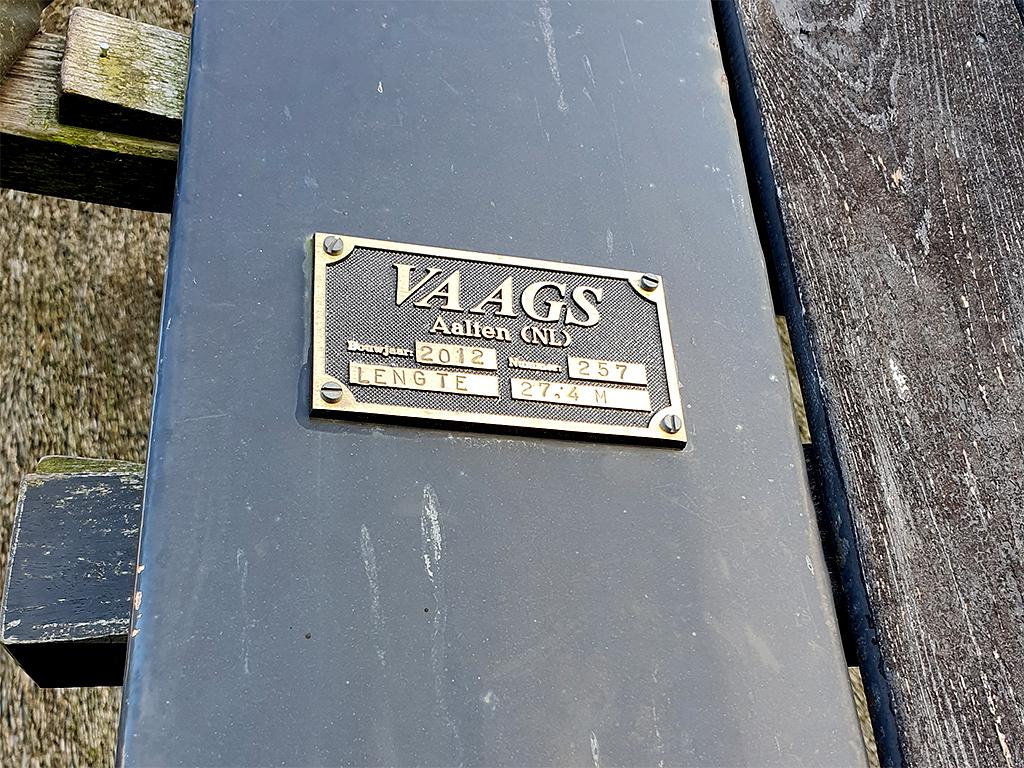 VAAGS
Aalten (NL)
Bouwjaar: 2012 Nummer: 257
LENGTE 27.4 M